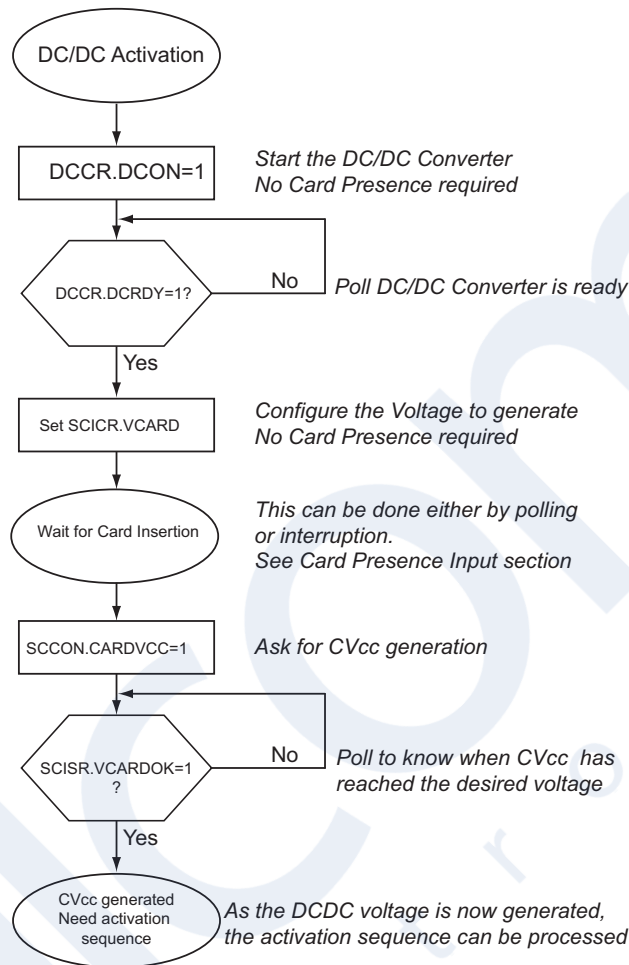 DC/DC Activation
DCCR.DCON=1
Start the DC/DC Converter
No Card Presence required
DCCR.DCRDY=1?
No
Poll DC/DC Converter is ready
Yes
Set SCICR.VCARD
Configure the Voltage to generate
No Card Presence required
Wait for Card Insertion
This can be done either by polling
or interruption.
See Card Presence Input section
SCCON.CARDVCC=1
Ask for CVcc generation
SCISR.VCARDOK=1
?
No
Poll to know when CVcc has
reached the desired voltage
Yes
CVcc generated
Need activation
sequence
As the DCDC voltage is now generated,
the activation sequence can be processed